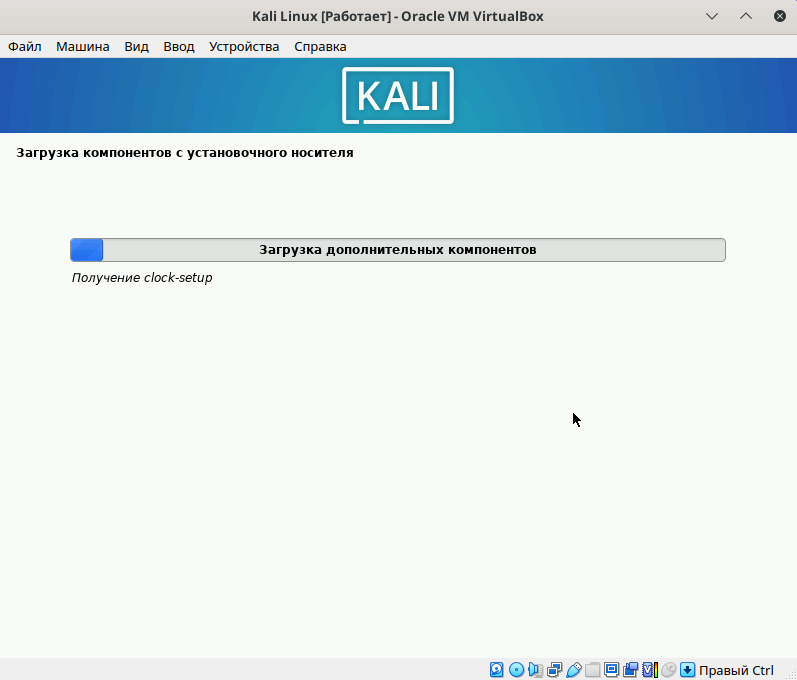 Kali Linux [Работает] - Oracle VM VirtualBox
Файл Машина Вид Ввод Устройства Справка
KALI
Загрузка компонентов с установочного носителя
Загрузка дополнительных компонентов
Получение clock-setup
Правый Ctrl